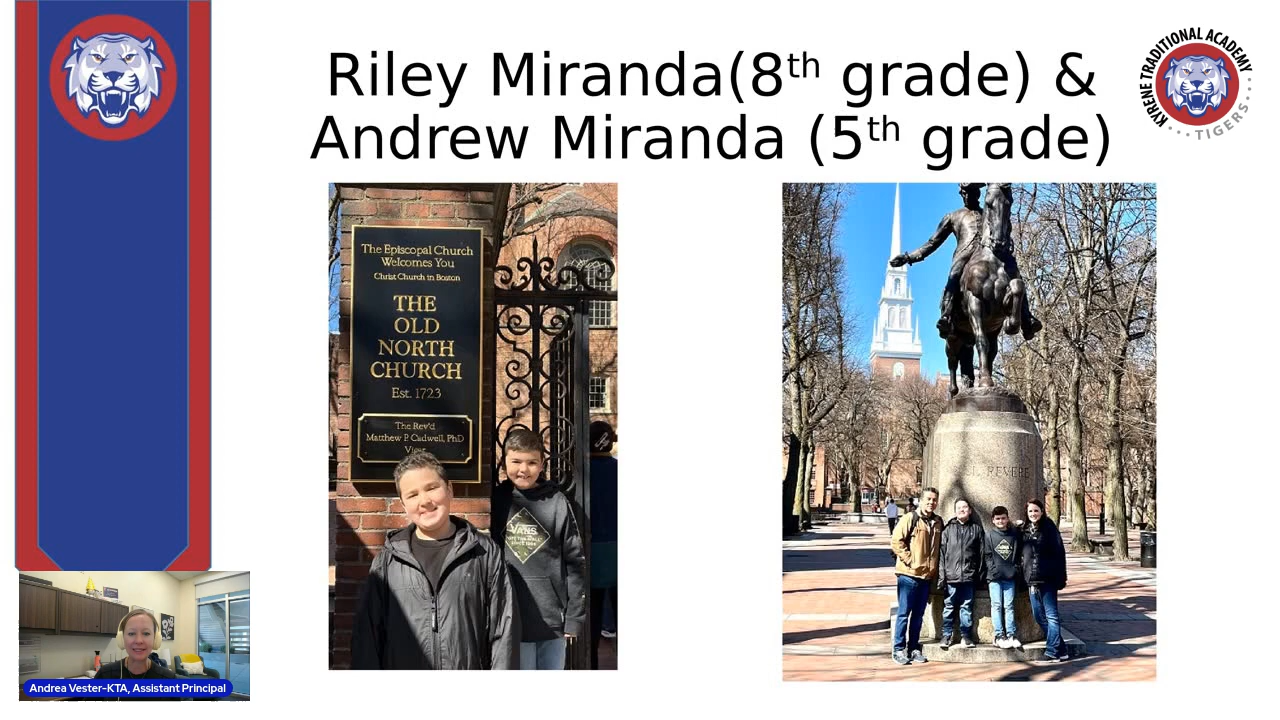 Riley Miranda(8th grade) &
Andrew Miranda (5th grade)
KYRENE TRADITIONAL ACADEMY
TIGERS
The Episcopal Church
Welcomes You
Christ Church in Boston
THE
OLD
NORTH
CHURCH
Est. 1723
The Rev'd
Matthew P. Cadwell, PhD
VANS
REVERE
Andrea Vester-KTA, Assistant Principal